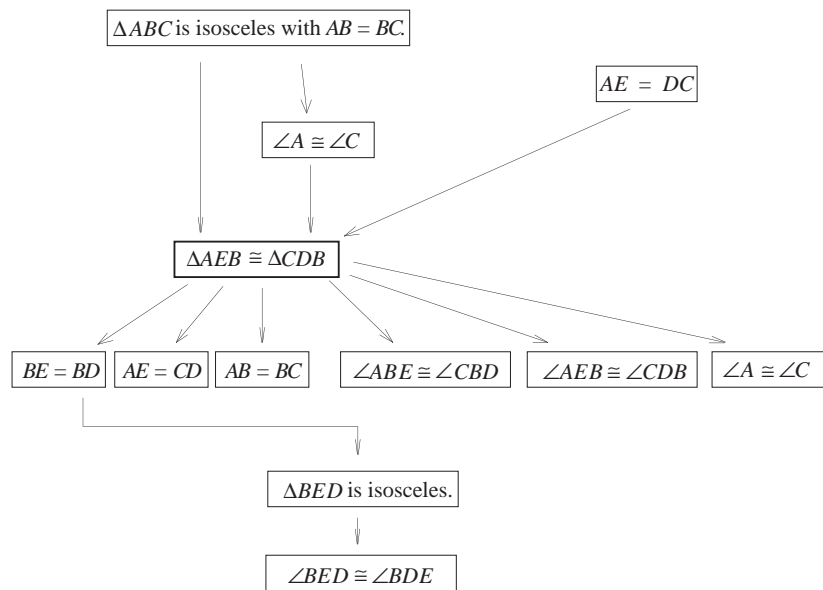 ΔABC is isosceles with AB = BC.
AE = DC
∠A ≅ ∠C
ΔAEB ≅ ΔCDB
BE = BD
AE = CD
AB = BC
∠ABE ≅ ∠CBD
∠AEB ≅ ∠CDB
∠A ≅ ∠C
ΔBED is isosceles.
∠BED ≅ ∠BDE